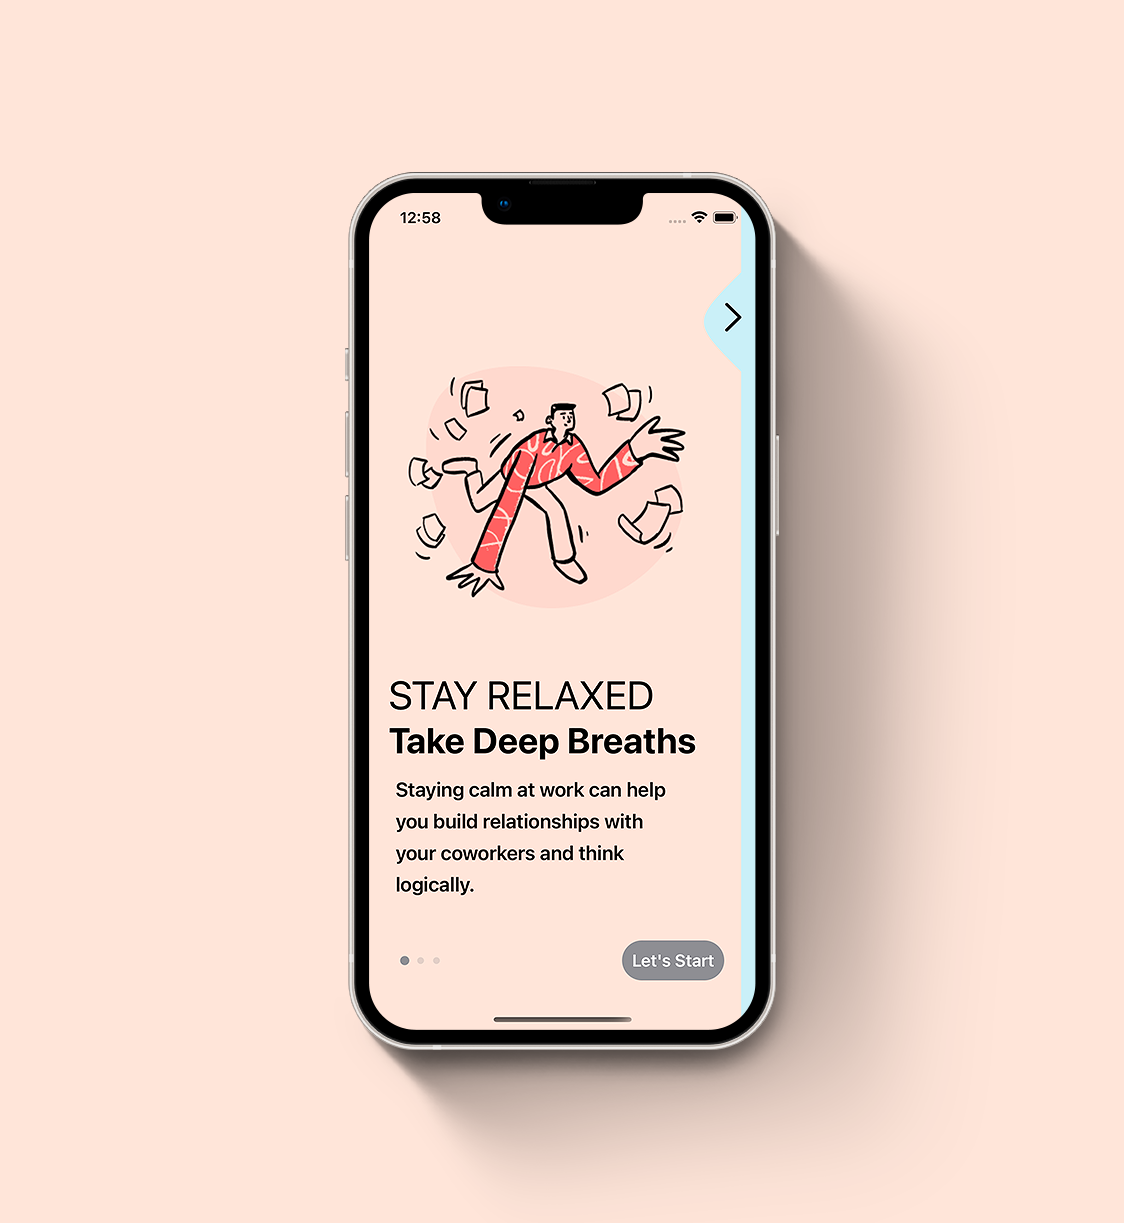 12:58
STAY RELAXED
Take Deep Breaths
Staying calm at work can help
you build relationships with
your coworkers and think
logically.
Let's Start